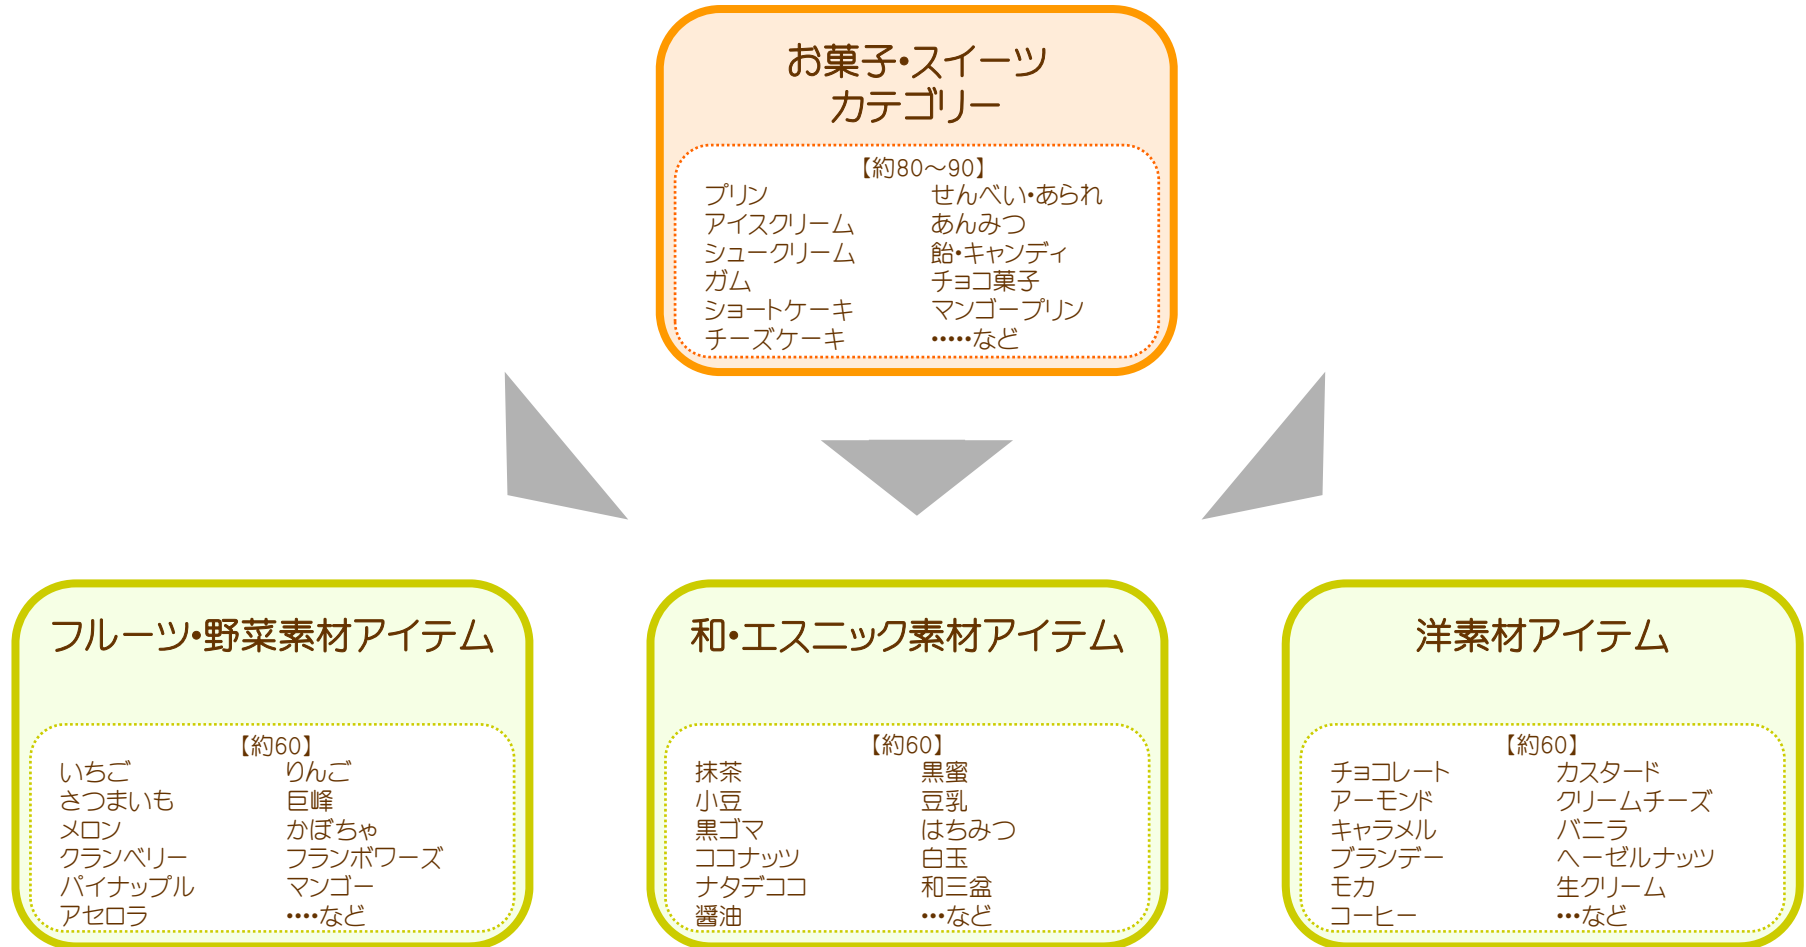 お菓子・スイーツ
カテゴリー
【約80～90】
プリン
アイスクリーム
シュークリーム
ガム
ショートケーキ
チーズケーキ
せんべい・あられ
あんみつ
飴・キャンディ
チョコ菓子
マンゴープリン
・・・・・など
フルーツ・野菜素材アイテム
【約60】
いちご
さつまいも
メロン
クランベリー
パイナップル
アセロラ
りんご
巨峰
かぼちゃ
フランボワーズ
マンゴー
・・・・など
和・エスニック素材アイテム
【約60】
抹茶
小豆
黒ゴマ
ココナッツ
ナタデココ
醤油
黒蜜
豆乳
はちみつ
白玉
和三盆
・・・など
洋素材アイテム
【約60】
チョコレート
アーモンド
キャラメル
ブランデー
モカ
コーヒー
カスタード
クリームチーズ
バニラ
ヘーゼルナッツ
生クリーム
・・・など